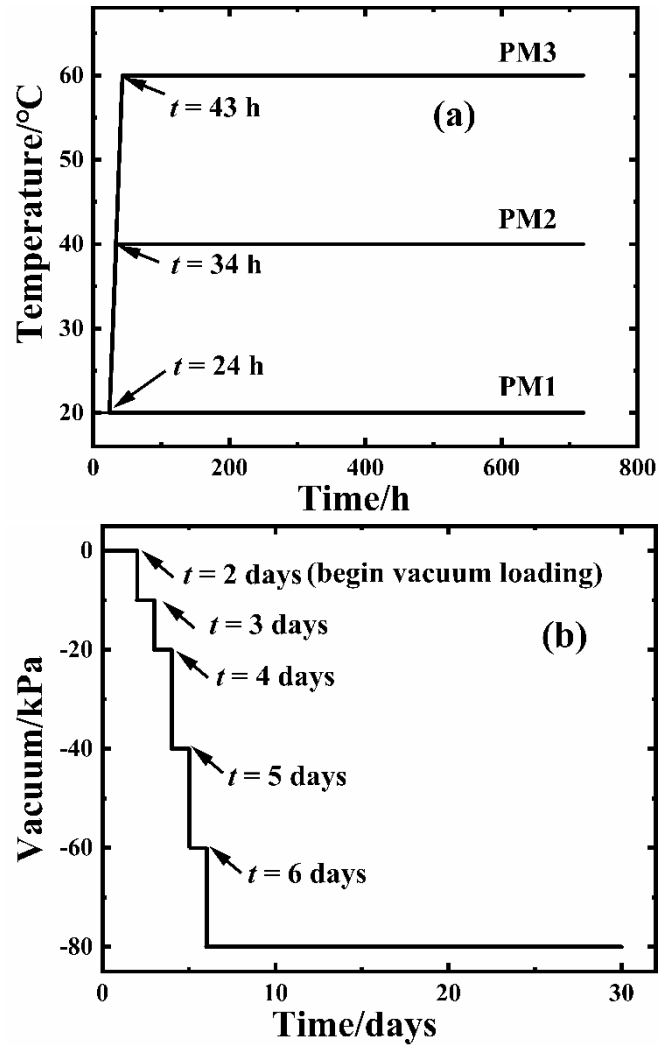 PM3
60
t = 43 h
(a)
50
Temperature/°C
PM2
40
t = 34 h
30
t = 24 h
PM1
20
0 200 400 600 800
Time/h
0
t = 2 days (begin vacuum loading)
t = 3 days
(b)
-20
t = 4 days
Vacuum/kPa
-40
t = 5 days
-60
t = 6 days
-80
0 10 20 30
Time/days